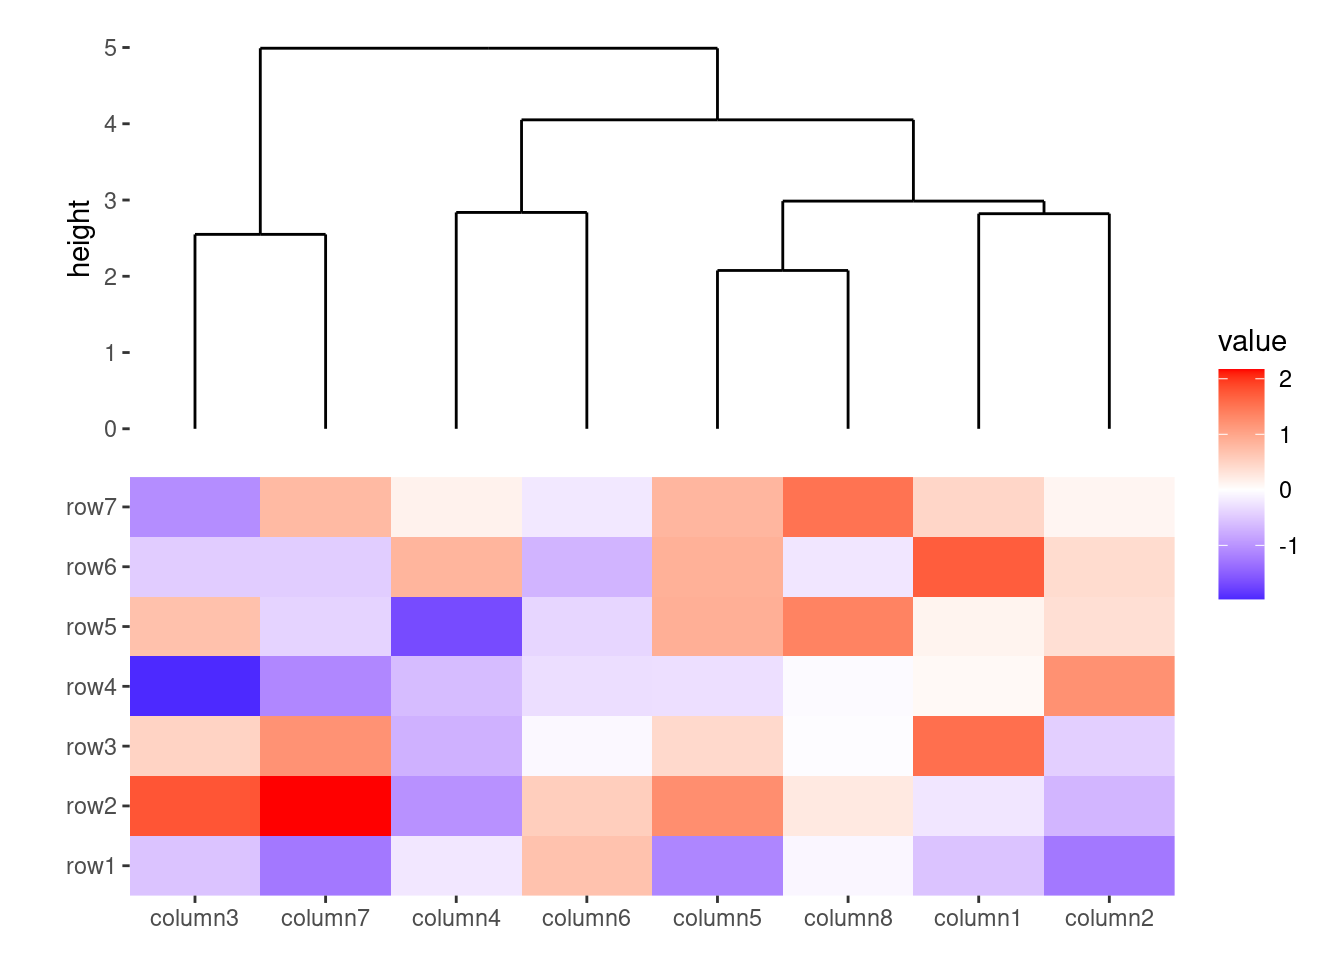 5
4
3
2
1
0
height
value
2
1
0
-1
row7
row6
row5
row4
row3
row2
row1
column3 column7 column4 column6 column5 column8 column1 column2